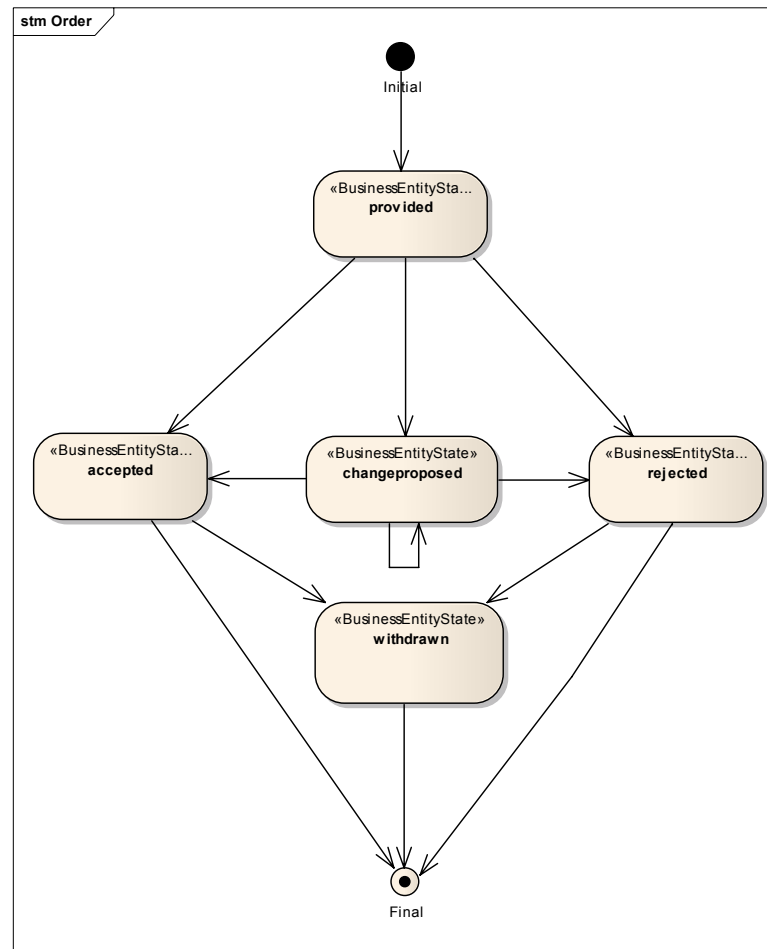 stm Order
Initial
«BusinessEntitySta...
provided
«BusinessEntitySta...
accepted
«BusinessEntityState»
changeproposed
«BusinessEntitySta...
rejected
«BusinessEntityState»
withdrawn
Final